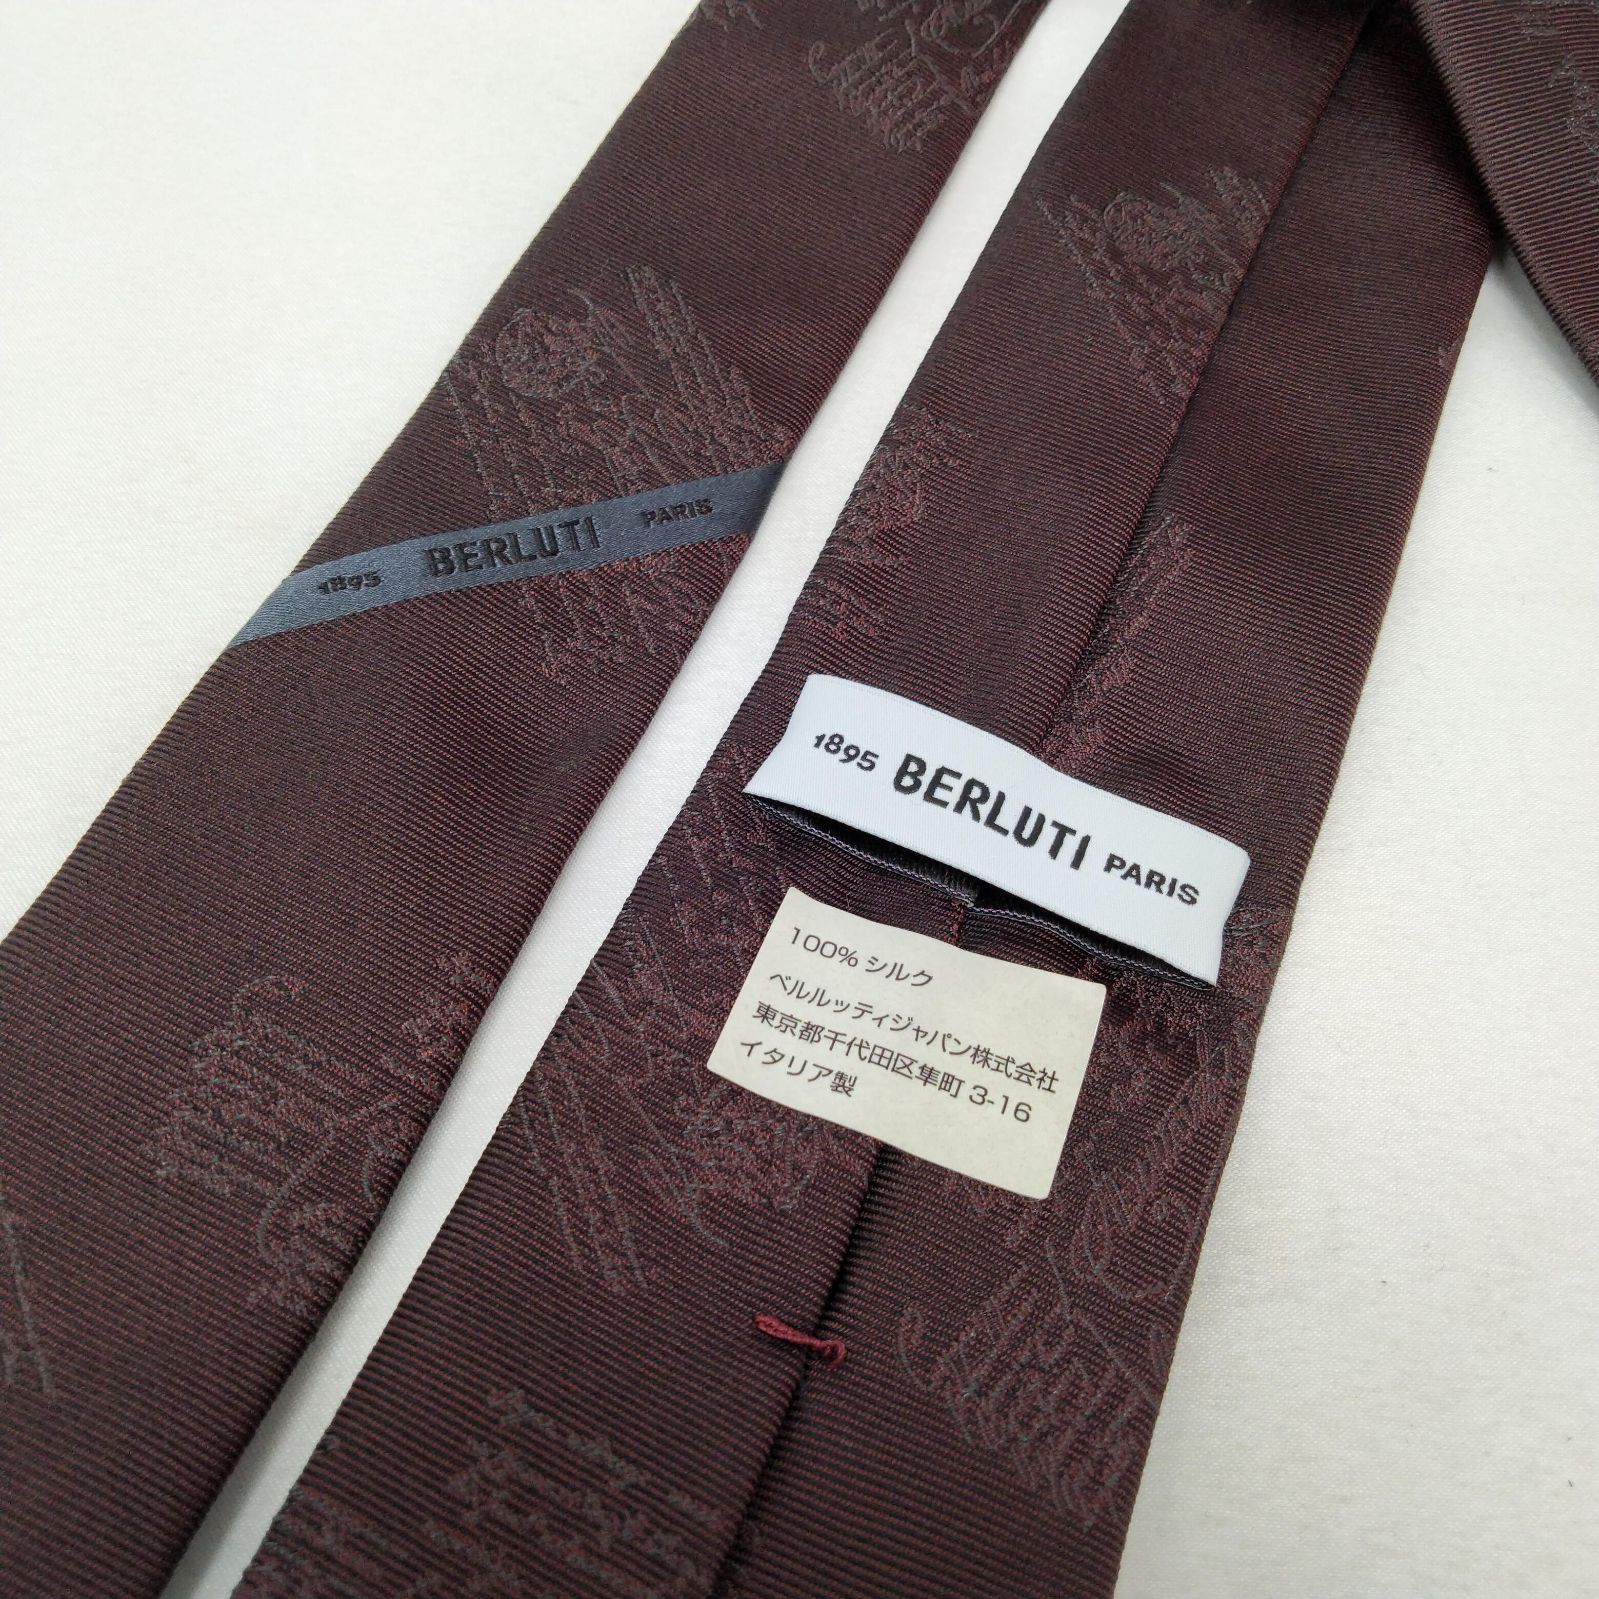 1895 BERLUTI PARIS
1895 BERLUTI PARIS
100% シルク
ベルルッティジャパン株式会社
東京都千代田区隼町 3-16
イタリア製